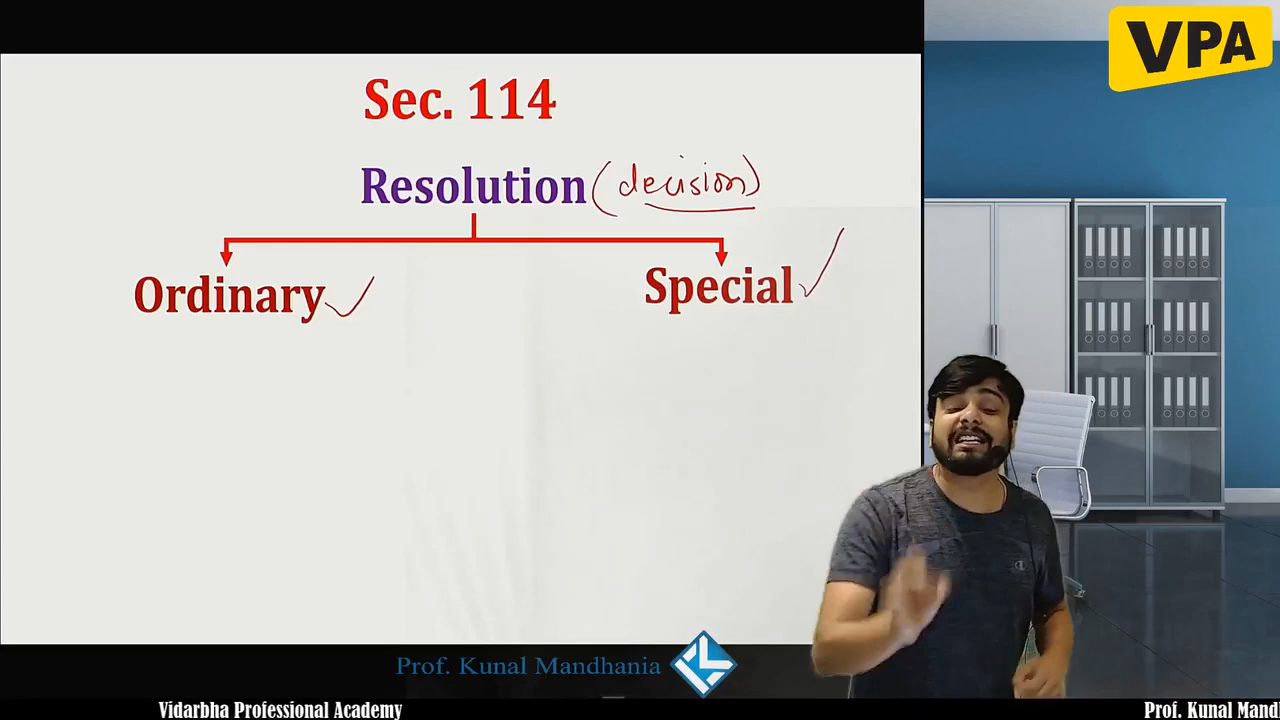 VPA
Sec. 114
Resolution (decision)
Ordinary
Special
Prof. Kunal Mandhania
Vidarbha Professional Academy
Prof. Kunal Mand